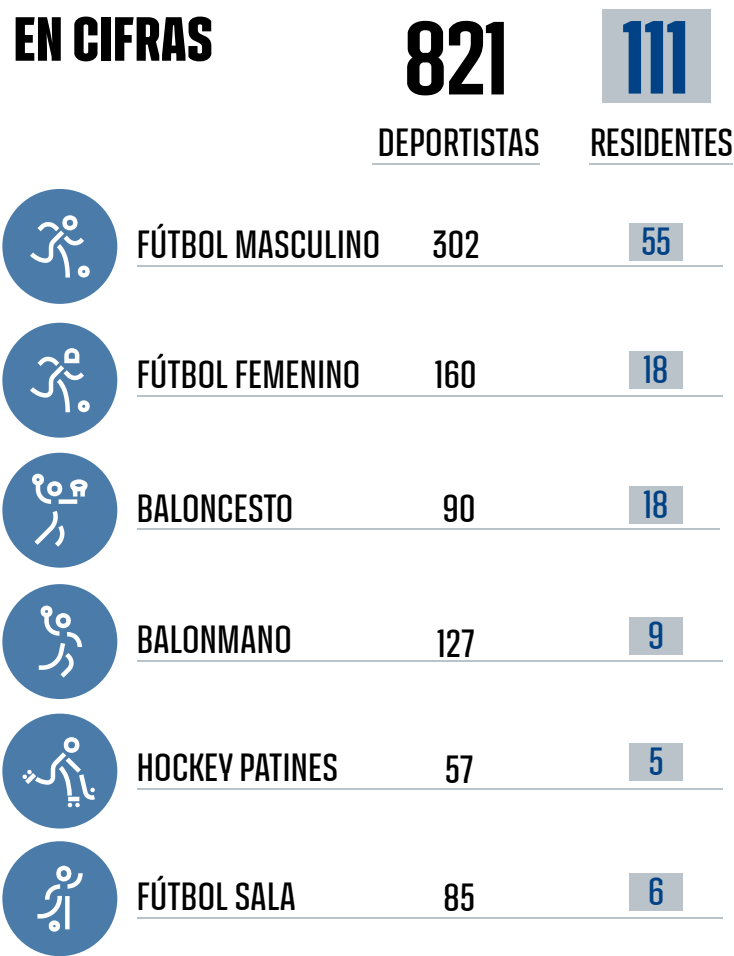 EN CIFRAS 821 111
DEPORTISTAS RESIDENTES
FÚTBOL MASCULINO 302 55
FÚTBOL FEMENINO 160 18
BALONCESTO 90 18
BALONMANO 127 9
HOCKEY PATINES 57 5
FÚTBOL SALA 85 6